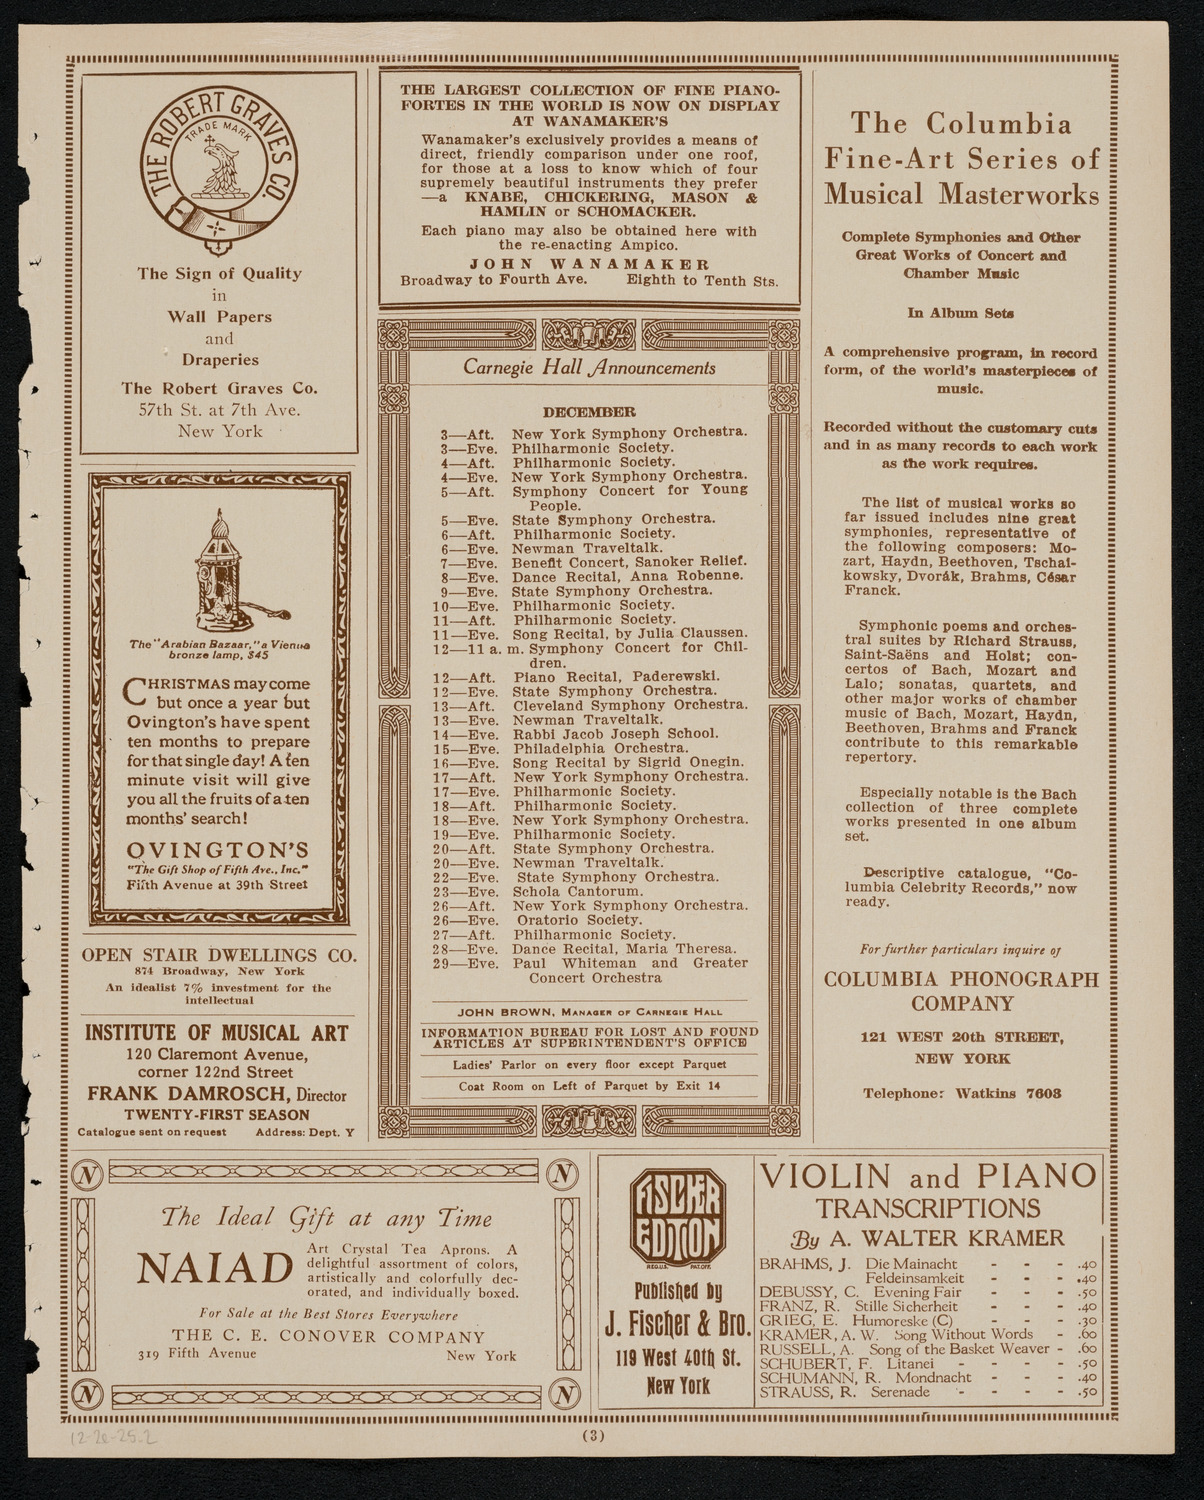 THE ROBERT GRAVES CO.
TRADE MARK
The Sign of Quality
in
Wall Papers
and
Draperies
The Robert Graves Co.
57th St. at 7th Ave.
New York
The "Arabian Bazaar," a Vienna
bronze lamp, $45
CHRISTMAS may come
but once a year but
Ovington's have spent
ten months to prepare
for that single day! A ten
minute visit will give
you all the fruits of a ten
months' search!
OVINGTON'S
"The Gift Shop of Fifth Ave., Inc."
Fifth Avenue at 39th Street
OPEN STAIR DWELLINGS CO.
874 Broadway, New York
An idealist 7% investment for the
intellectual
INSTITUTE OF MUSICAL ART
120 Claremont Avenue,
corner 122nd Street
FRANK DAMROSCH, Director
TWENTY-FIRST SEASON
Catalogue sent on request Address: Dept. Y
THE LARGEST COLLECTION OF FINE PIANO-
FORTES IN THE WORLD IS NOW ON DISPLAY
AT WANAMAKER'S
Wanamaker's exclusively provides a means of
direct, friendly comparison under one roof,
for those at a loss to know which of four
supremely beautiful instruments they prefer
—a KNABE, CHICKERING, MASON &
HAMLIN or SCHOMACKER.
Each piano may also be obtained here with
the re-enacting Ampico.
JOHN WANAMAKER
Broadway to Fourth Ave. Eighth to Tenth Sts.
Carnegie Hall Announcements
DECEMBER
3—Aft. New York Symphony Orchestra.
3—Eve. Philharmonic Society.
4—Aft. Philharmonic Society.
4—Eve. New York Symphony Orchestra.
5—Aft. Symphony Concert for Young
People.
5—Eve. State Symphony Orchestra.
6—Aft. Philharmonic Society.
6—Eve. Newman Traveltalk.
7—Eve. Benefit Concert, Sanoker Relief.
8—Eve. Dance Recital, Anna Robenne.
9—Eve. State Symphony Orchestra.
10—Eve. Philharmonic Society.
11—Aft. Philharmonic Society.
11—Eve. Song Recital, by Julia Claussen.
12—11 a. m. Symphony Concert for Chil-
dren.
12—Aft. Piano Recital, Paderewski.
12—Eve. State Symphony Orchestra.
13—Aft. Cleveland Symphony Orchestra.
13—Eve. Newman Traveltalk.
14—Eve. Rabbi Jacob Joseph School.
15—Eve. Philadelphia Orchestra.
16—Eve. Song Recital by Sigrid Onegin.
17—Aft. New York Symphony Orchestra.
17—Eve. Philharmonic Society.
18—Aft. Philharmonic Society.
18—Eve. New York Symphony Orchestra.
19—Eve. Philharmonic Society.
20—Aft. State Symphony Orchestra.
20—Eve. Newman Traveltalk.
22—Eve. State Symphony Orchestra.
23—Eve. Schola Cantorum.
26—Aft. New York Symphony Orchestra.
26—Eve. Oratorio Society.
27—Aft. Philharmonic Society.
28—Eve. Dance Recital, Maria Theresa.
29—Eve. Paul Whiteman and Greater
Concert Orchestra
JOHN BROWN, MANAGER OF CARNEGIE HALL
INFORMATION BUREAU FOR LOST AND FOUND
ARTICLES AT SUPERINTENDENT'S OFFICE
Ladies' Parlor on every floor except Parquet
Coat Room on Left of Parquet by Exit 14
The Columbia
Fine-Art Series of
Musical Masterworks
Complete Symphonies and Other
Great Works of Concert and
Chamber Music
In Album Sets
A comprehensive program, in record
form, of the world's masterpieces of
music.
Recorded without the customary cuts
and in as many records to each work
as the work requires.
The list of musical works so
far issued includes nine great
symphonies, representative of
the following composers: Mo-
zart, Haydn, Beethoven, Tschai-
kowsky, Dvorák, Brahms, César
Franck.
Symphonic poems and orches-
tral suites by Richard Strauss,
Saint-Saëns and Holst; con-
certos of Bach, Mozart and
Lalo; sonatas, quartets, and
other major works of chamber
music of Bach, Mozart, Haydn,
Beethoven, Brahms and Franck
contribute to this remarkable
repertory.
Especially notable is the Bach
collection of three complete
works presented in one album
set.
Descriptive catalogue, "Co-
lumbia Celebrity Records," now
ready.
For further particulars inquire of
COLUMBIA PHONOGRAPH
COMPANY
121 WEST 20th STREET,
NEW YORK
Telephone: Watkins 7603
N N
The Ideal Gift at any Time
NAIAD
Art Crystal Tea Aprons. A
delightful assortment of colors,
artistically and colorfully dec-
orated, and individually boxed.
For Sale at the Best Stores Everywhere
THE C. E. CONOVER COMPANY
319 Fifth Avenue New York
N N
FISCHER
EDITION
REG.U.S. PAT.OFF.
Published by
J. Fischer & Bro.
119 West 40th St.
New York
VIOLIN and PIANO
TRANSCRIPTIONS
By A. WALTER KRAMER
BRAHMS, J. Die Mainacht - - - .40
Feldeinsamkeit - - - .40
DEBUSSY, C. Evening Fair - - - .50
FRANZ, R. Stille Sicherheit - - - .40
GRIEG, E. Humoreske (C) - - - .30
KRAMER, A. W. Song Without Words - .60
RUSSELL, A. Song of the Basket Weaver - .60
SCHUBERT, F. Litanei - - - - .50
SCHUMANN, R. Mondnacht - - - .40
STRAUSS, R. Serenade - - - - .50
(3)
12-20-25.2